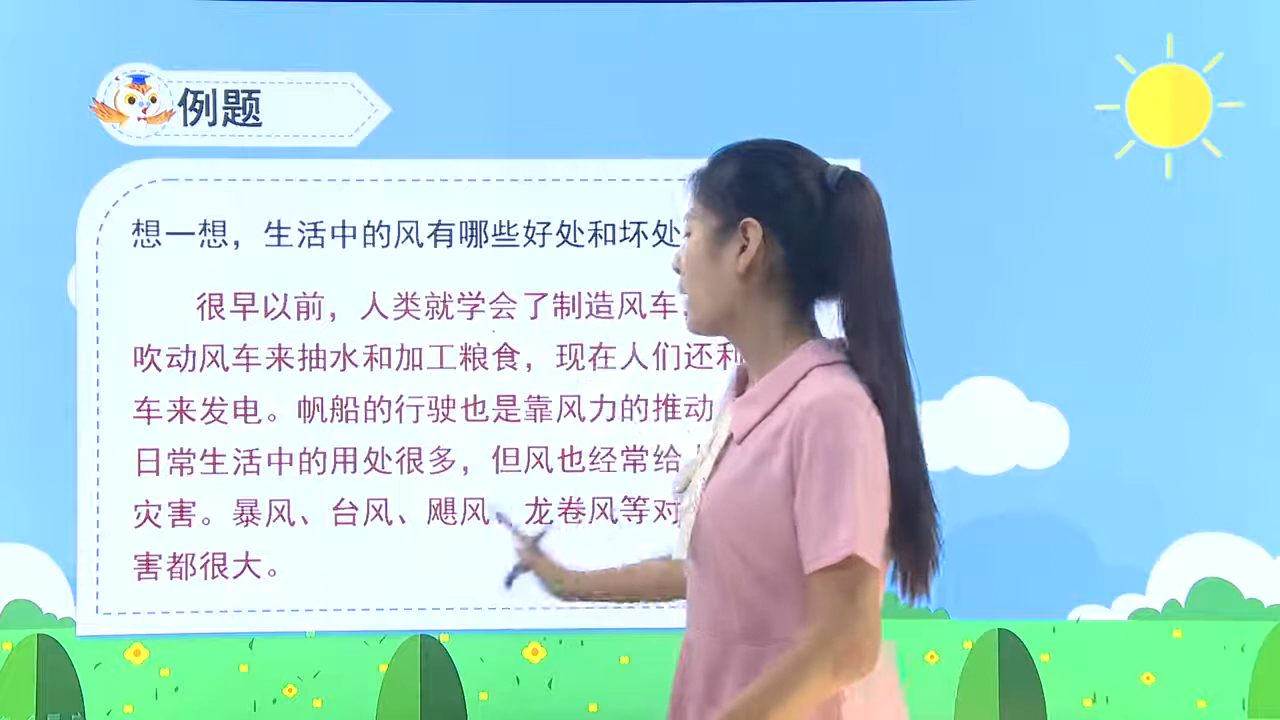 例题
想一想，生活中的风有哪些好处和坏处
很早以前，人类就学会了制造风车
吹动风车来抽水和加工粮食，现在人们还利
车来发电。帆船的行驶也是靠风力的推动
日常生活中的用处很多，但风也经常给
灾害。暴风、台风、飓风、龙卷风等对
害都很大。